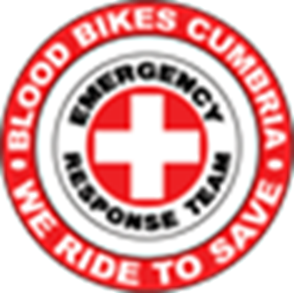 BLOOD BIKES CUMBRIA
EMERGENCY
RESPONSE TEAM
WE RIDE TO SAVE